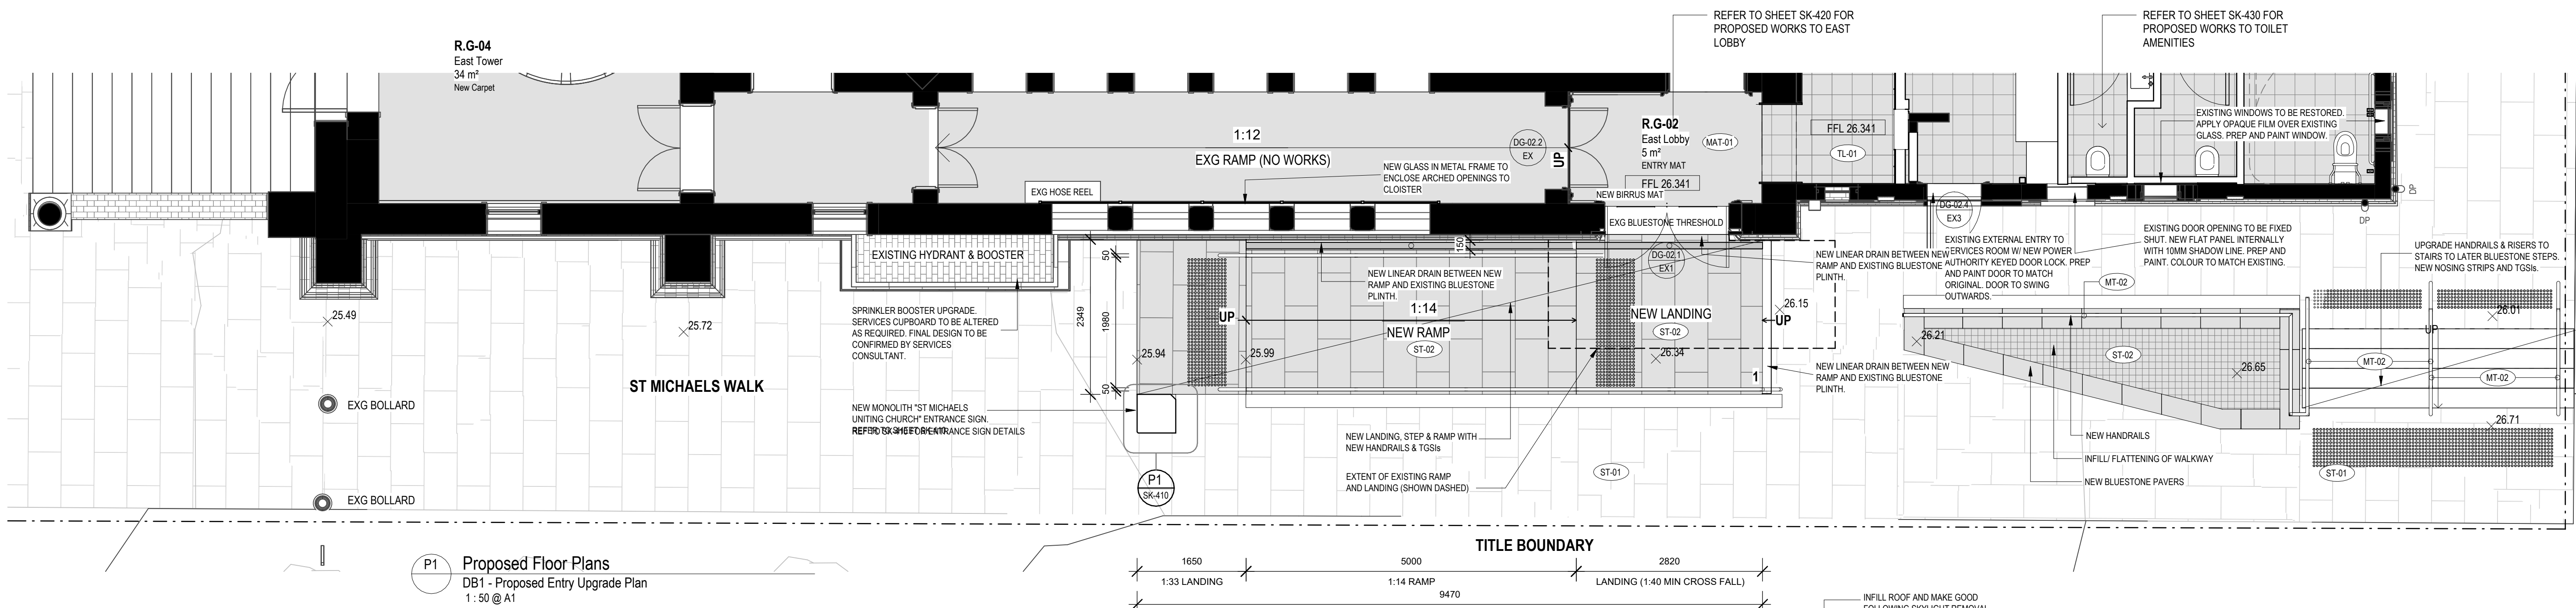 REFER TO SHEET SK-420 FOR
PROPOSED WORKS TO EAST
LOBBY
REFER TO SHEET SK-430 FOR
PROPOSED WORKS TO TOILET
AMENITIES
R.G-04
East Tower
34 m²
New Carpet
1:12
EXG RAMP (NO WORKS)
EXG HOSE REEL
NEW GLASS IN METAL FRAME TO
ENCLOSE ARCHED OPENINGS TO
CLOISTER
DG-02.2
EX
UP
R.G-02
East Lobby
5 m²
ENTRY MAT
FFL 26.341
MAT-01
NEW BIRRUS MAT
EXG BLUESTONE THRESHOLD
FFL 26.341
TL-01
EXISTING WINDOWS TO BE RESTORED.
APPLY OPAQUE FILM OVER EXISTING
GLASS. PREP AND PAINT WINDOW.
DP
DP
DG-02.4
EX3
EXISTING HYDRANT & BOOSTER
150
50
2349
1980
50
NEW LINEAR DRAIN BETWEEN NEW
RAMP AND EXISTING BLUESTONE
PLINTH.
DG-02.1
EX1
NEW LINEAR DRAIN BETWEEN NEW
RAMP AND EXISTING BLUESTONE
PLINTH.
EXISTING EXTERNAL ENTRY TO
SERVICES ROOM W/ NEW POWER
AUTHORITY KEYED DOOR LOCK. PREP
AND PAINT DOOR TO MATCH
ORIGINAL. DOOR TO SWING
OUTWARDS.
EXISTING DOOR OPENING TO BE FIXED
SHUT. NEW FLAT PANEL INTERNALLY
WITH 10MM SHADOW LINE. PREP AND
PAINT. COLOUR TO MATCH EXISTING.
UPGRADE HANDRAILS & RISERS TO
STAIRS TO LATER BLUESTONE STEPS.
NEW NOSING STRIPS AND TGSIs.
MT-02
25.49
25.72
SPRINKLER BOOSTER UPGRADE.
SERVICES CUPBOARD TO BE ALTERED
AS REQUIRED. FINAL DESIGN TO BE
CONFIRMED BY SERVICES
CONSULTANT.
UP
1:14
NEW RAMP
ST-02
25.94
25.99
NEW LANDING
ST-02
26.34
26.15
UP
1
NEW LINEAR DRAIN BETWEEN NEW
RAMP AND EXISTING BLUESTONE
PLINTH.
26.21
ST-02
26.65
26.01
UP
MT-02
MT-02
26.71
ST MICHAELS WALK
EXG BOLLARD
EXG BOLLARD
NEW MONOLITH "ST MICHAELS
UNITING CHURCH" ENTRANCE SIGN.
REFER TO SHEET SK-410
REF TO SK-410 FOR ENTRANCE SIGN DETAILS
P1
SK-410
NEW LANDING, STEP & RAMP WITH
NEW HANDRAILS & TGSIs
EXTENT OF EXISTING RAMP
AND LANDING (SHOWN DASHED)
ST-01
NEW HANDRAILS
INFILL/ FLATTENING OF WALKWAY
NEW BLUESTONE PAVERS
ST-01
TITLE BOUNDARY
P1
Proposed Floor Plans
DB1 - Proposed Entry Upgrade Plan
1 : 50 @ A1
1650
5000
2820
1:33 LANDING
1:14 RAMP
LANDING (1:40 MIN CROSS FALL)
9470
INFILL ROOF AND MAKE GOOD
FOLLOWING SKYLIGHT REMOVAL